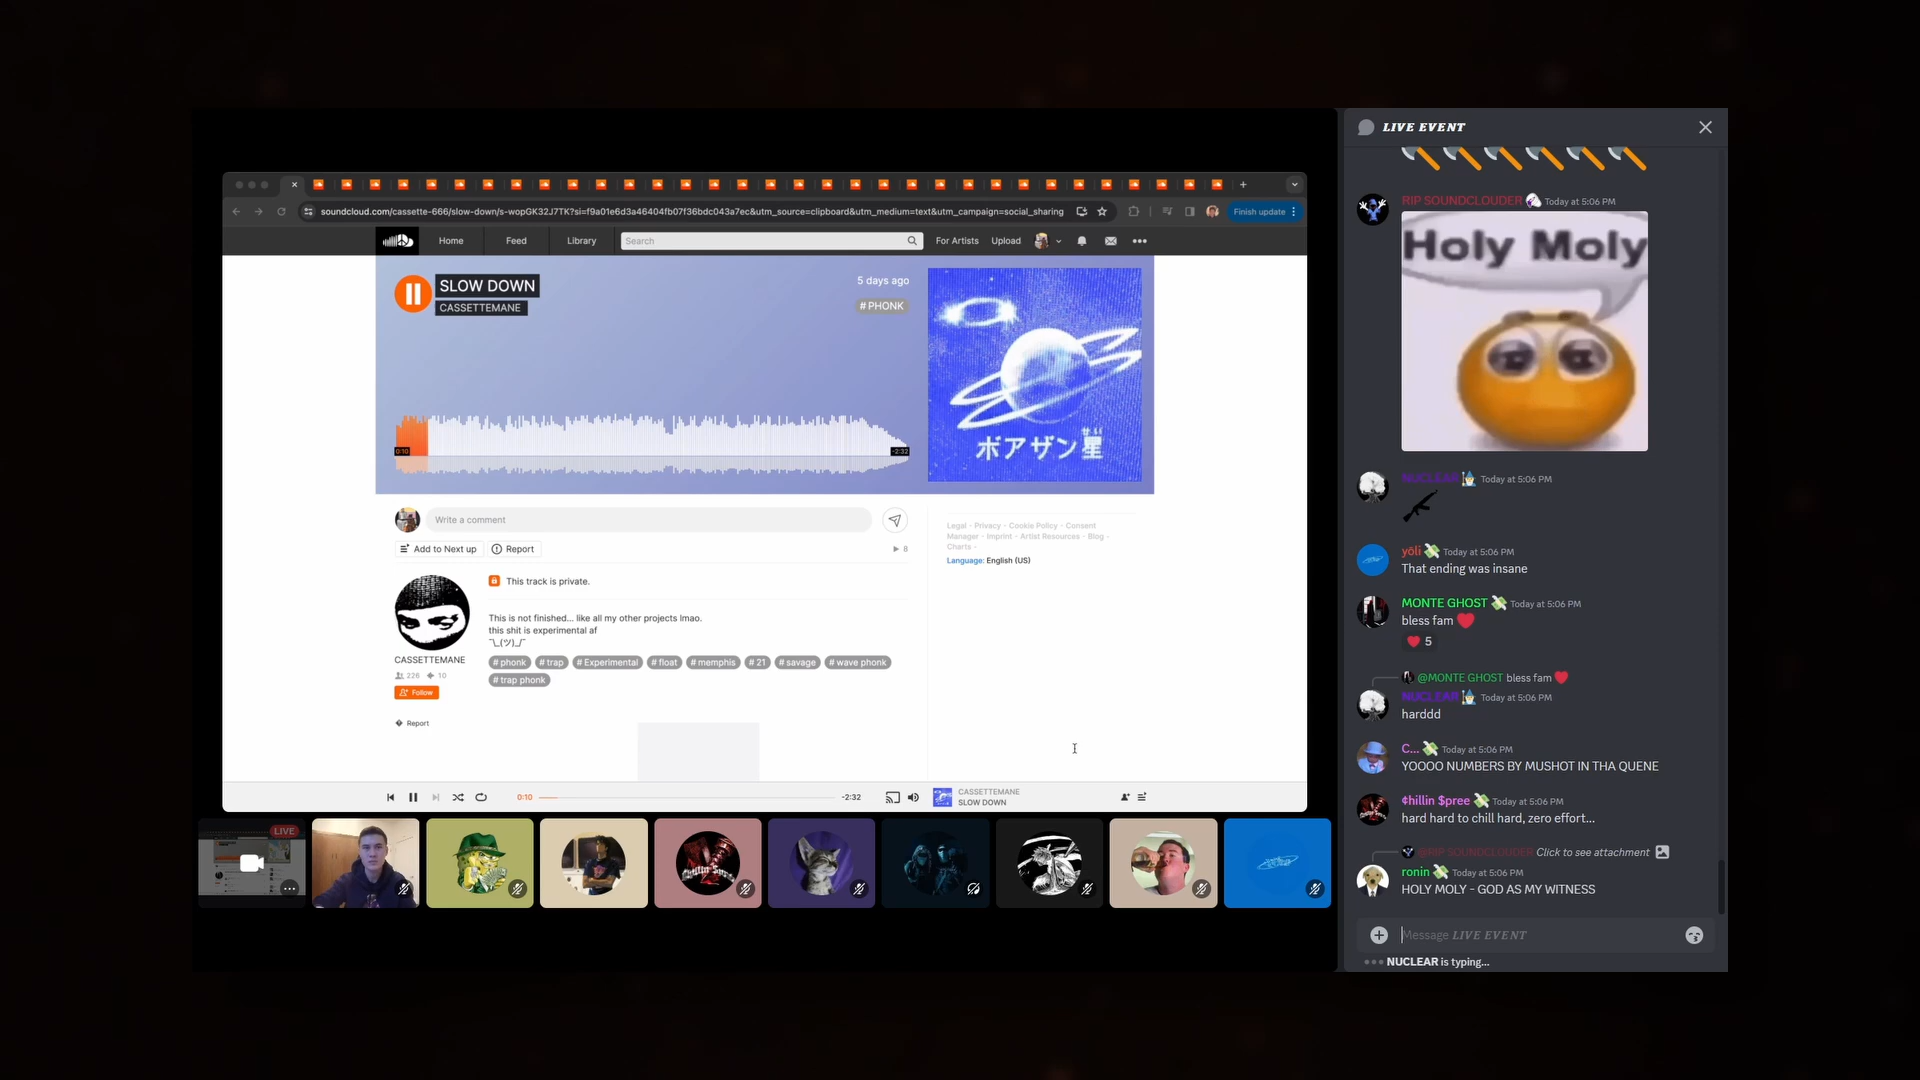 soundcloud.com/cassette-666/slow-down/s-wopGK32J7TK?si=f9a01e6d3a46404fb07f36bdc043a7ec&utm_source=clipboard&utm_medium=text&utm_campaign=social_sharing
Finish update
Home
Feed
Library
Search
For Artists
Upload
SLOW DOWN
CASSETTEMANE
5 days ago
# PHONK
0:10
-2:32
ボアザン星
せい
Write a comment
Add to Next up
Report
8
Legal - Privacy - Cookie Policy - Consent
Manager - Imprint - Artist Resources - Blog -
Charts -
Language: English (US)
This track is private.
This is not finished... like all my other projects lmao.
this shit is experimental af
¯\_(ツ)_/¯
# phonk # trap # Experimental # float # memphis # 21 # savage # wave phonk
# trap phonk
CASSETTEMANE
226 10
Follow
Report
0:10
-2:32
CASSETTEMANE
SLOW DOWN
LIVE
LIVE EVENT
RIP SOUNDCLOUDER Today at 5:06 PM
Holy Moly
NUCLEAR Today at 5:06 PM
yōli Today at 5:06 PM
That ending was insane
MONTE GHOST Today at 5:06 PM
bless fam
5
@MONTE GHOST bless fam
NUCLEAR Today at 5:06 PM
harddd
C... Today at 5:06 PM
YOOOO NUMBERS BY MUSHOT IN THA QUENE
¢hillin $pree Today at 5:06 PM
hard hard to chill hard, zero effort...
@RIP SOUNDCLOUDER Click to see attachment
ronin Today at 5:06 PM
HOLY MOLY - GOD AS MY WITNESS
Message LIVE EVENT
NUCLEAR is typing...